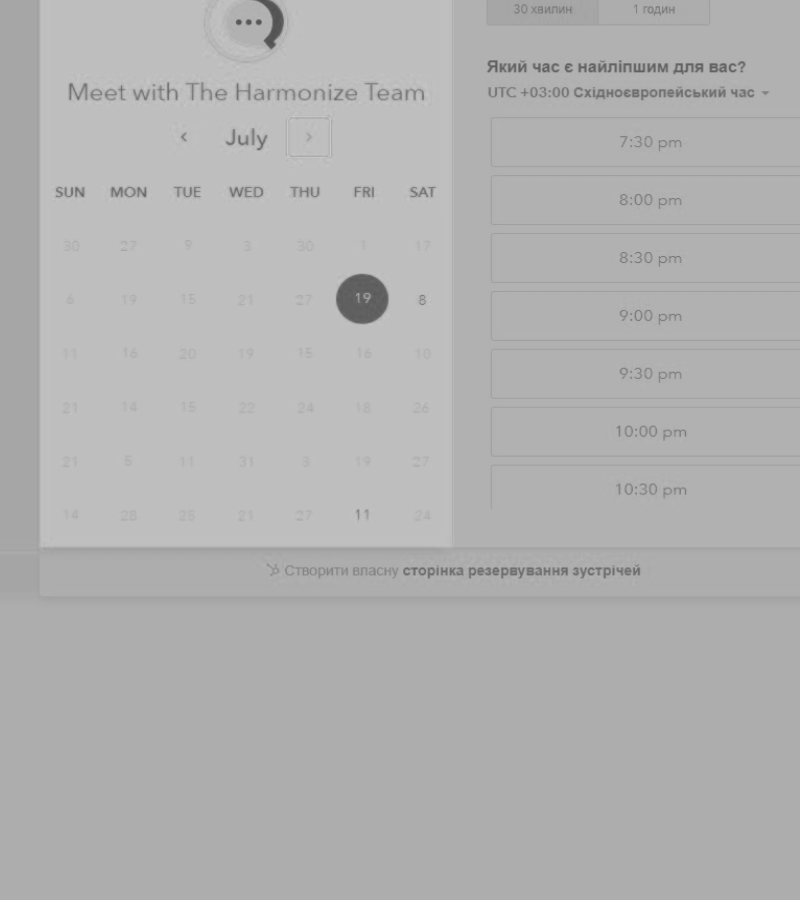 30 хвилин 1 годин
Meet with The Harmonize Team
July
SUN MON TUE WED THU FRI SAT
30 27 9 3 30 1 17
6 19 15 21 27 19 8
11 16 20 19 15 16 10
21 14 15 22 24 18 26
21 5 11 31 3 19 27
14 28 25 21 27 11 24
Який час є найліпшим для вас?
UTC +03:00 Східноєвропейський час
7:30 pm
8:00 pm
8:30 pm
9:00 pm
9:30 pm
10:00 pm
10:30 pm
Створити власну сторінка резервування зустрічей